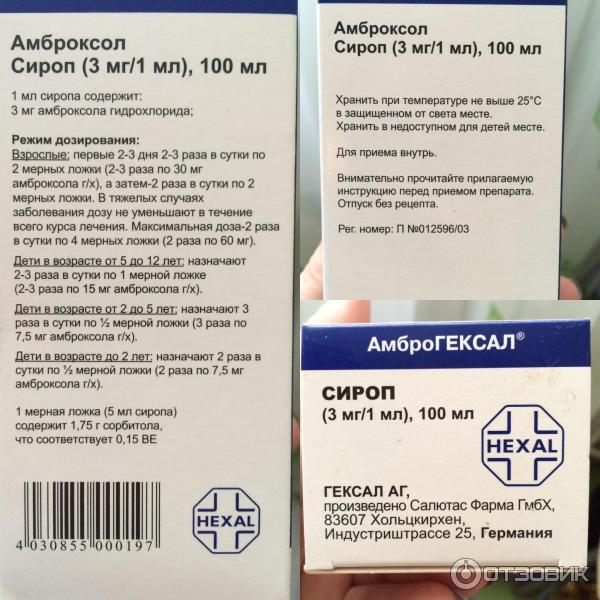 Амброксол
Сироп (3 мг/1 мл), 100 мл
1 мл сиропа содержит:
3 мг амброксола гидрохлорида;
Режим дозирования:
Взрослые: первые 2-3 дня 2-3 раза в сутки по
2 мерных ложки (2-3 раза по 30 мг
амброксола г/х), а затем-2 раза в сутки по 2
мерных ложки. В тяжелых случаях
заболевания дозу не уменьшают в течение
всего курса лечения. Максимальная доза-2 раза
в сутки по 4 мерных ложки (2 раза по 60 мг).
Дети в возрасте от 5 до 12 лет: назначают
2-3 раза в сутки по 1 мерной ложке
(2-3 раза по 15 мг амброксола г/х).
Дети в возрасте от 2 до 5 лет: назначают 3
раза в сутки по ½ мерной ложки (3 раза по
7,5 мг амброксола г/х).
Дети в возрасте до 2 лет: назначают 2 раза в
сутки по ½ мерной ложки (2 раза по 7,5 мг
амброксола г/х).
1 мерная ложка (5 мл сиропа)
содержит 1,75 г сорбитола,
что соответствует 0,15 ВЕ
4 030855 000197
HEXAL
Амброксол
Сироп (3 мг/1 мл), 100 мл
Хранить при температуре не выше 25°С
в защищенном от света месте.
Хранить в недоступном для детей месте.
Для приема внутрь.
Внимательно прочитайте прилагаемую
инструкцию перед приемом препарата.
Отпуск без рецепта.
Рег. номер: П №012596/03
АмброГЕКСАЛ®
СИРОП
(3 мг/1 мл), 100 мл
HEXAL
ГЕКСАЛ АГ,
произведено Салютас Фарма ГмбХ,
83607 Хольцкирхен,
Индустриштрассе 25, Германия
ОТЗОВИК